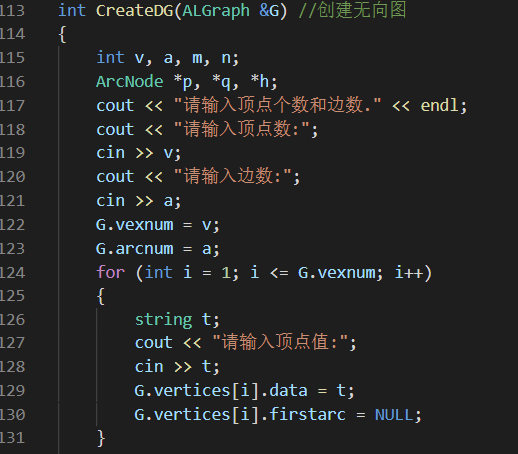 113 int CreateDG(ALGraph &G) //创建无向图
114 {
115 int v, a, m, n;
116 ArcNode *p, *q, *h;
117 cout << "请输入顶点个数和边数." << endl;
118 cout << "请输入顶点数:";
119 cin >> v;
120 cout << "请输入边数:";
121 cin >> a;
122 G.vexnum = v;
123 G.arcnum = a;
124 for (int i = 1; i <= G.vexnum; i++)
125 {
126 string t;
127 cout << "请输入顶点值:";
128 cin >> t;
129 G.vertices[i].data = t;
130 G.vertices[i].firstarc = NULL;
131 }